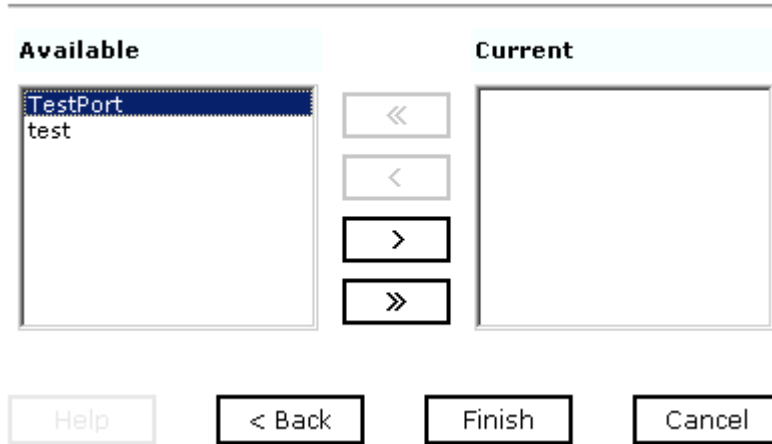 Available
Current
TestPort
test
«
<
>
»
Help
< Back
Finish
Cancel